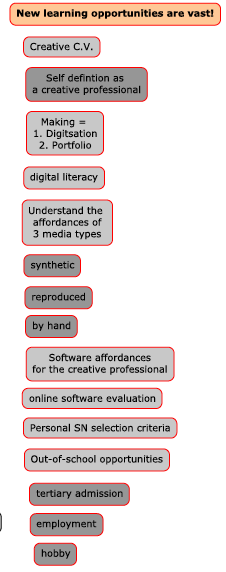 New learning opportunities are vast!
Creative C.V.
Self defintion as
a creative professional
Making =
1. Digitsation
2. Portfolio
digital literacy
Understand the
affordances of
3 media types
synthetic
reproduced
by hand
Software affordances
for the creative professional
online software evaluation
Personal SN selection criteria
Out-of-school opportunities
tertiary admission
employment
hobby